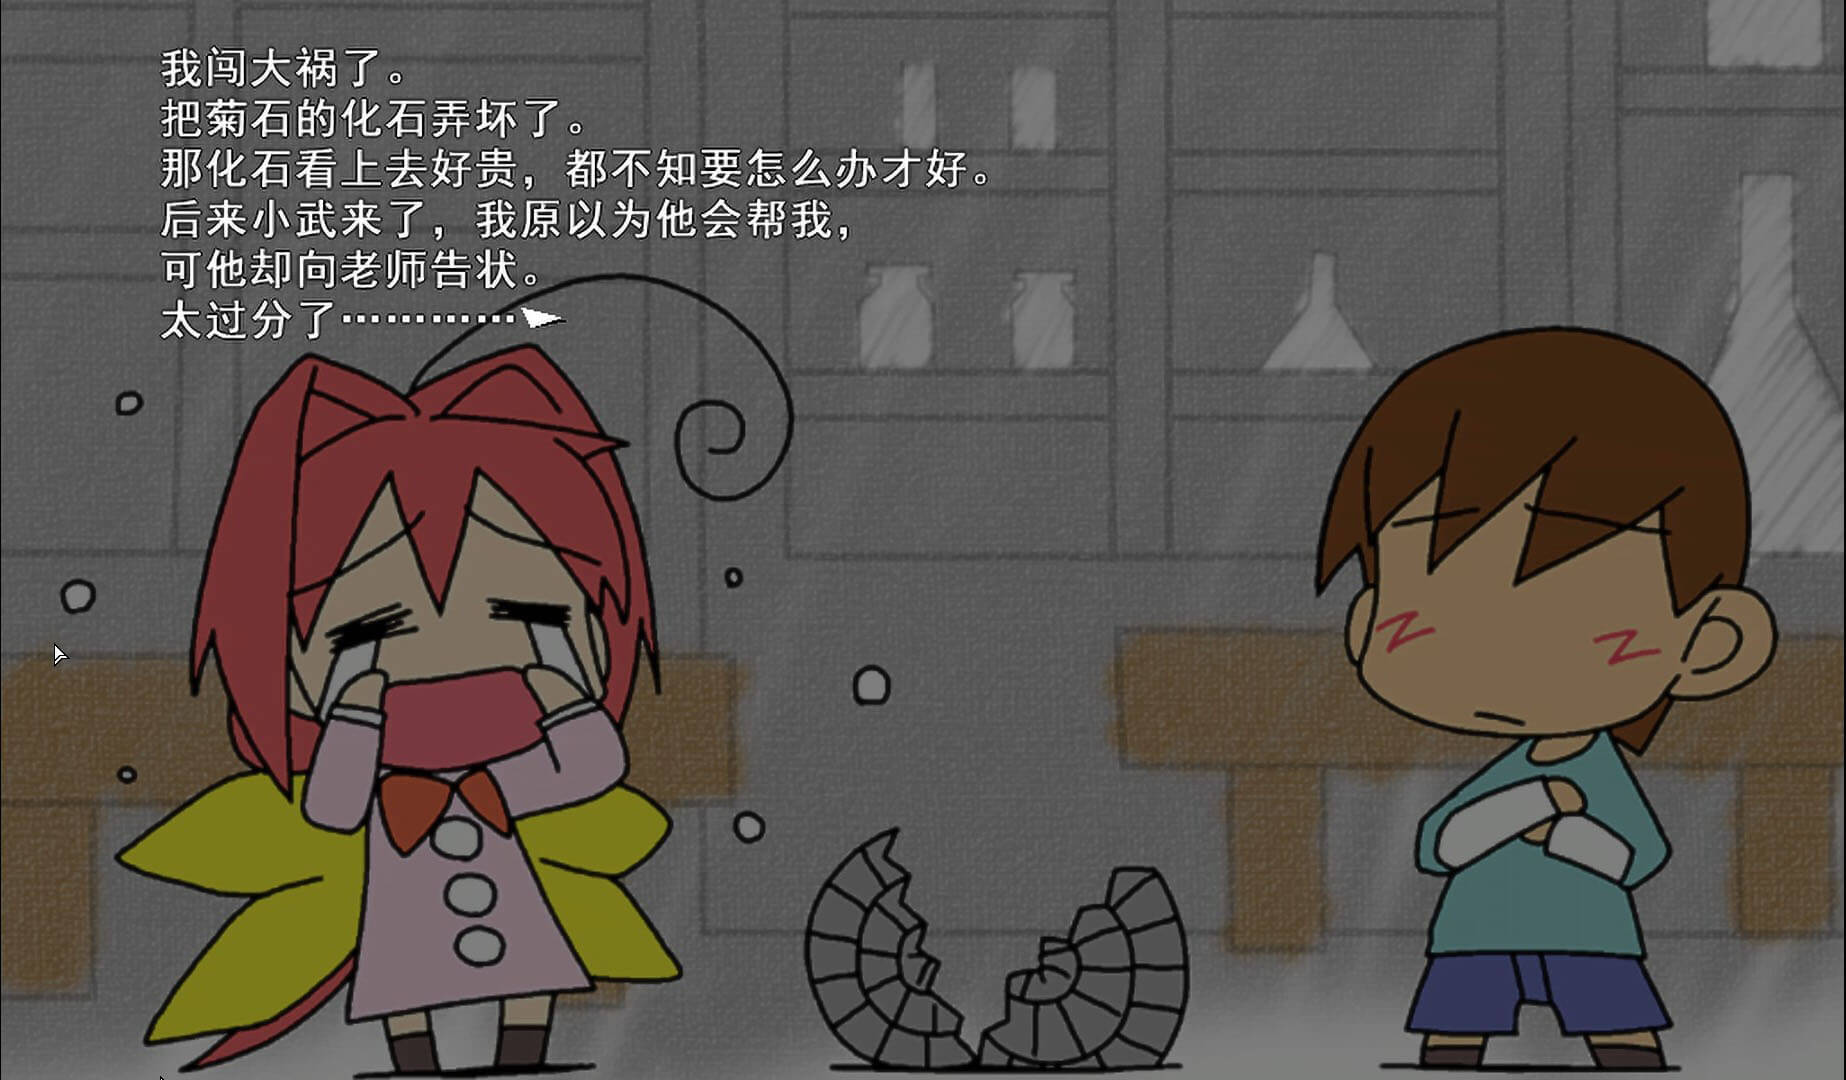 我闯大祸了。
把菊石的化石弄坏了。
那化石看上去好贵，都不知要怎么办才好。
后来小武来了，我原以为他会帮我，
可他却向老师告状。
太过分了…………